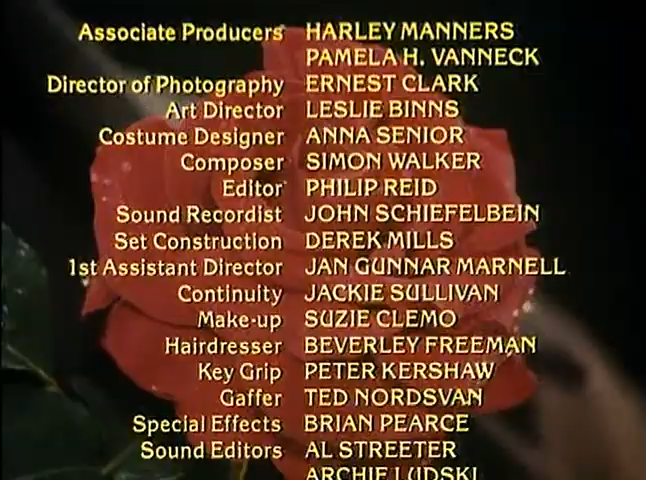 Associate Producers HARLEY MANNERS
PAMELA H. VANNECK
Director of Photography ERNEST CLARK
Art Director LESLIE BINNS
Costume Designer ANNA SENIOR
Composer SIMON WALKER
Editor PHILIP REID
Sound Recordist JOHN SCHIEFELBEIN
Set Construction DEREK MILLS
1st Assistant Director JAN GUNNAR MARNELL
Continuity JACKIE SULLIVAN
Make-up SUZIE CLEMO
Hairdresser BEVERLEY FREEMAN
Key Grip PETER KERSHAW
Gaffer TED NORDSVAN
Special Effects BRIAN PEARCE
Sound Editors AL STREETER
ARCHIE LUDSKI